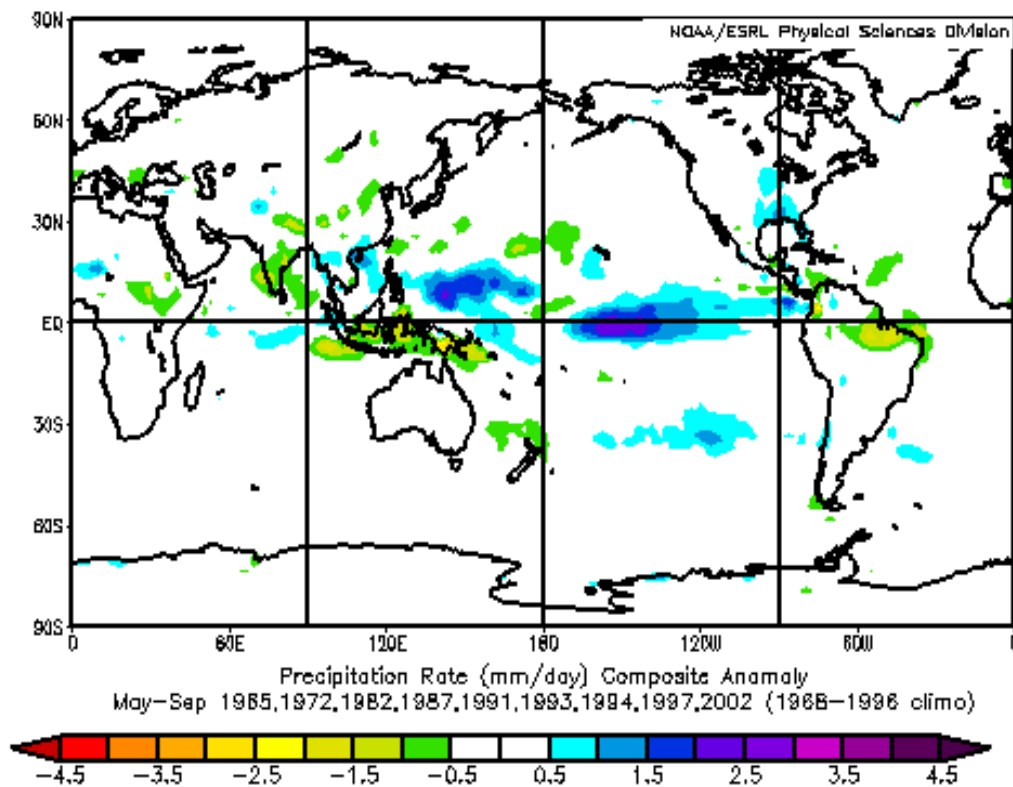 90N
NOAA/ESRL Physical Sciences Division
60N
30N
EQ
30S
60S
90S
0 60E 120E 180 120W 60W 0
Precipitation Rate (mm/day) Composite Anomaly
May-Sep 1965,1972,1982,1987,1991,1993,1994,1997,2002 (1968-1996 climo)
-4.5 -3.5 -2.5 -1.5 -0.5 0.5 1.5 2.5 3.5 4.5